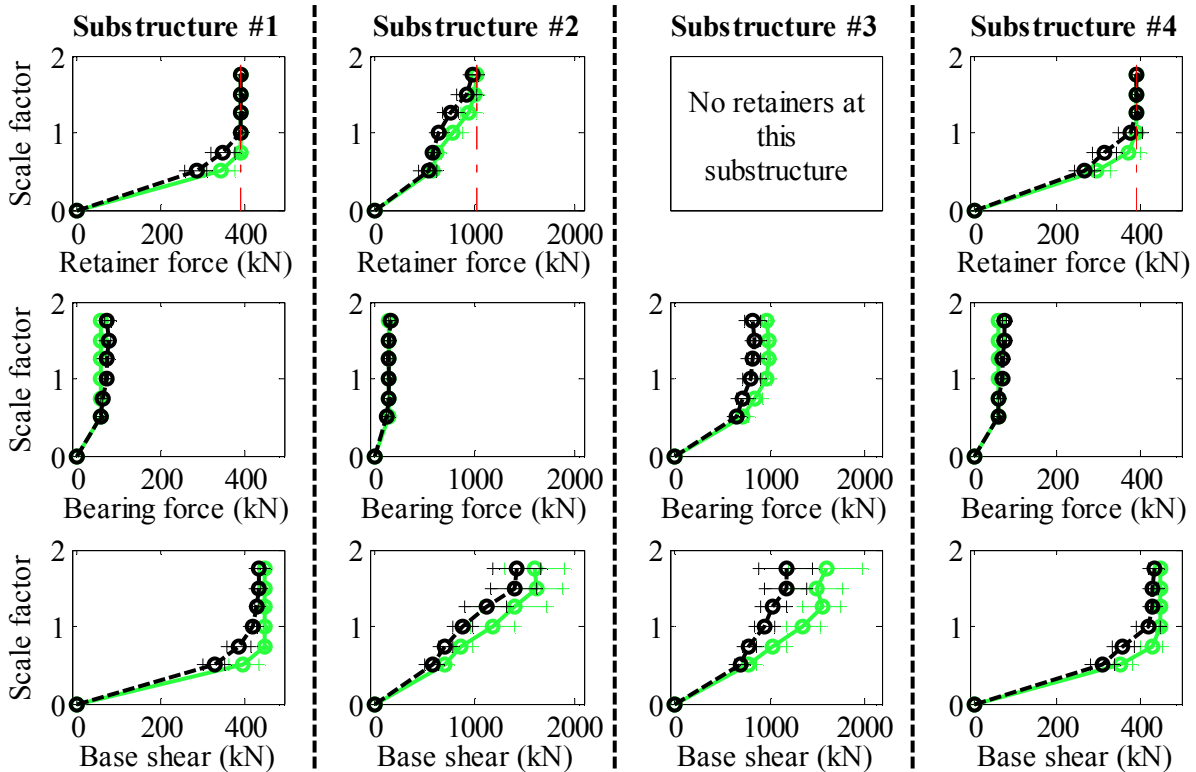 Substructure #1
Substructure #2
Substructure #3
Substructure #4
Scale factor
2
1
0
0 200 400
Retainer force (kN)
2
1
0
0 1000 2000
Retainer force (kN)
No retainers at
this
substructure
2
1
0
0 200 400
Retainer force (kN)
Scale factor
2
1
0
0 200 400
Bearing force (kN)
2
1
0
0 1000 2000
Bearing force (kN)
2
1
0
0 1000 2000
Bearing force (kN)
2
1
0
0 200 400
Bearing force (kN)
Scale factor
2
1
0
0 200 400
Base shear (kN)
2
1
0
0 1000 2000
Base shear (kN)
2
1
0
0 1000 2000
Base shear (kN)
2
1
0
0 200 400
Base shear (kN)